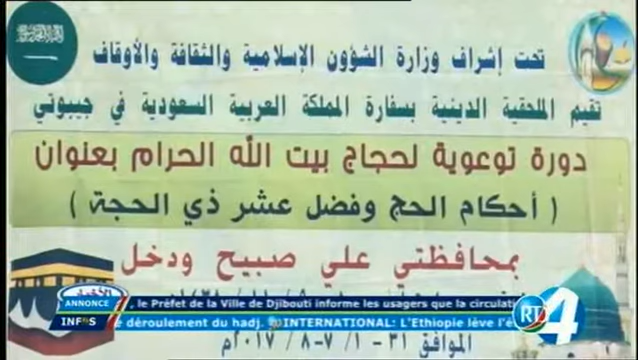 تحت إشراف وزارة الشؤون الإسلامية والثقافة والأوقاف
تقيم الملحقية الدينية بسفارة المملكة العربية السعودية في جيبوتي
دورة توعوية لحجاج بيت الله الحرام بعنوان
( أحكام الحج وفضل عشر ذي الحجة )
بمحافظتي علي صبيح ودخل
ANNONCE
, le Préfet de la Ville de Djibouti informe les usagers que la circulati
INFOS
e déroulement du hadj.
INTERNATIONAL: L'Ethiopie lève l'é
RTD 4
الموافق ٣١ - ١ / ٧ - ٨ / ٢٠١٧م